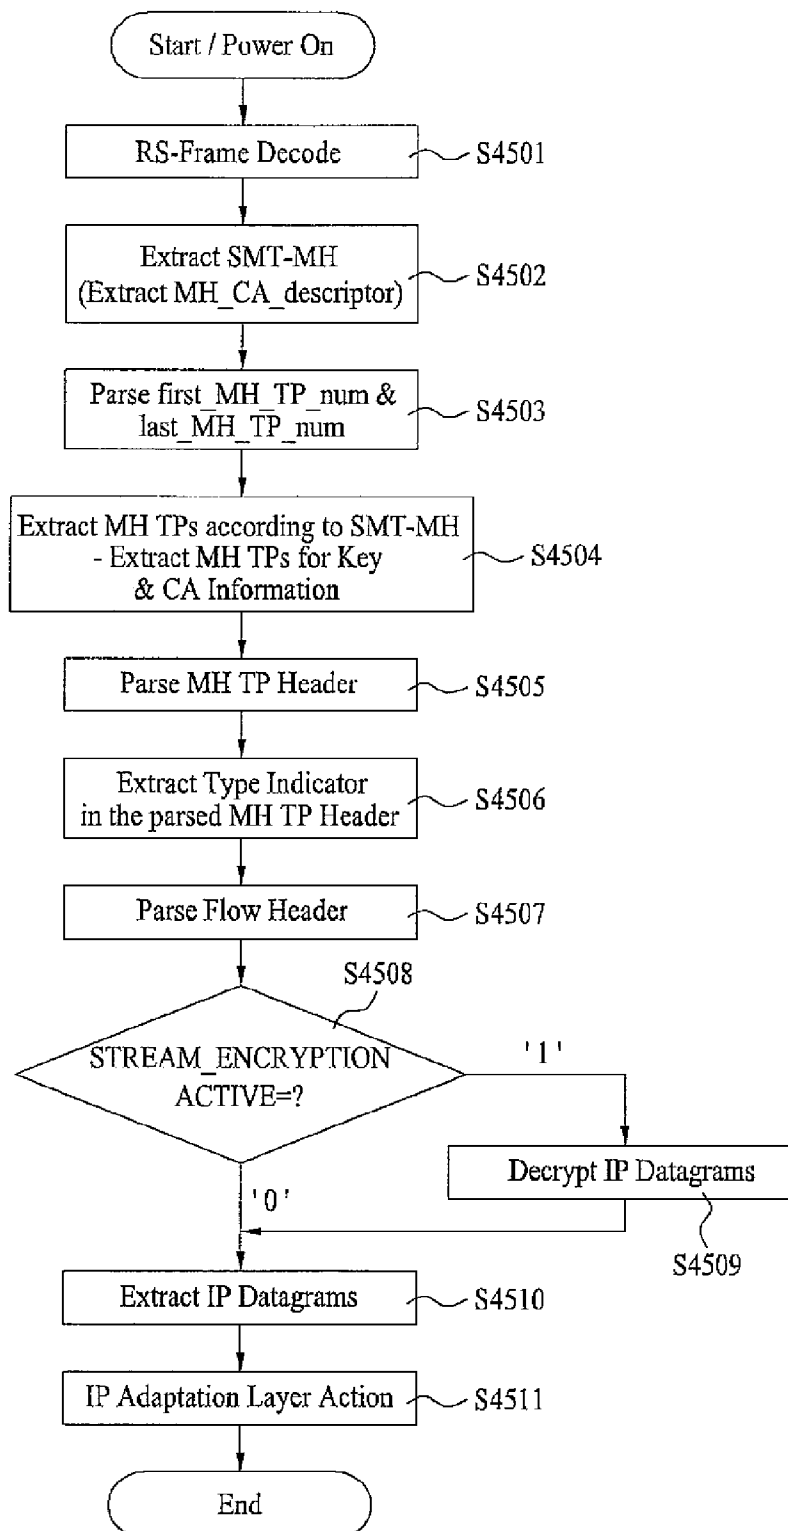 Start / Power On
RS-Frame Decode
S4501
Extract SMT-MH
(Extract MH_CA_descriptor)
S4502
Parse first_MH_TP_num &
last_MH_TP_num
S4503
Extract MH TPs according to SMT-MH
- Extract MH TPs for Key
& CA Information
S4504
Parse MH TP Header
S4505
Extract Type Indicator
in the parsed MH TP Header
S4506
Parse Flow Header
S4507
S4508
STREAM_ENCRYPTION
ACTIVE=?
'1'
Decrypt IP Datagrams
'0'
S4509
Extract IP Datagrams
S4510
IP Adaptation Layer Action
S4511
End